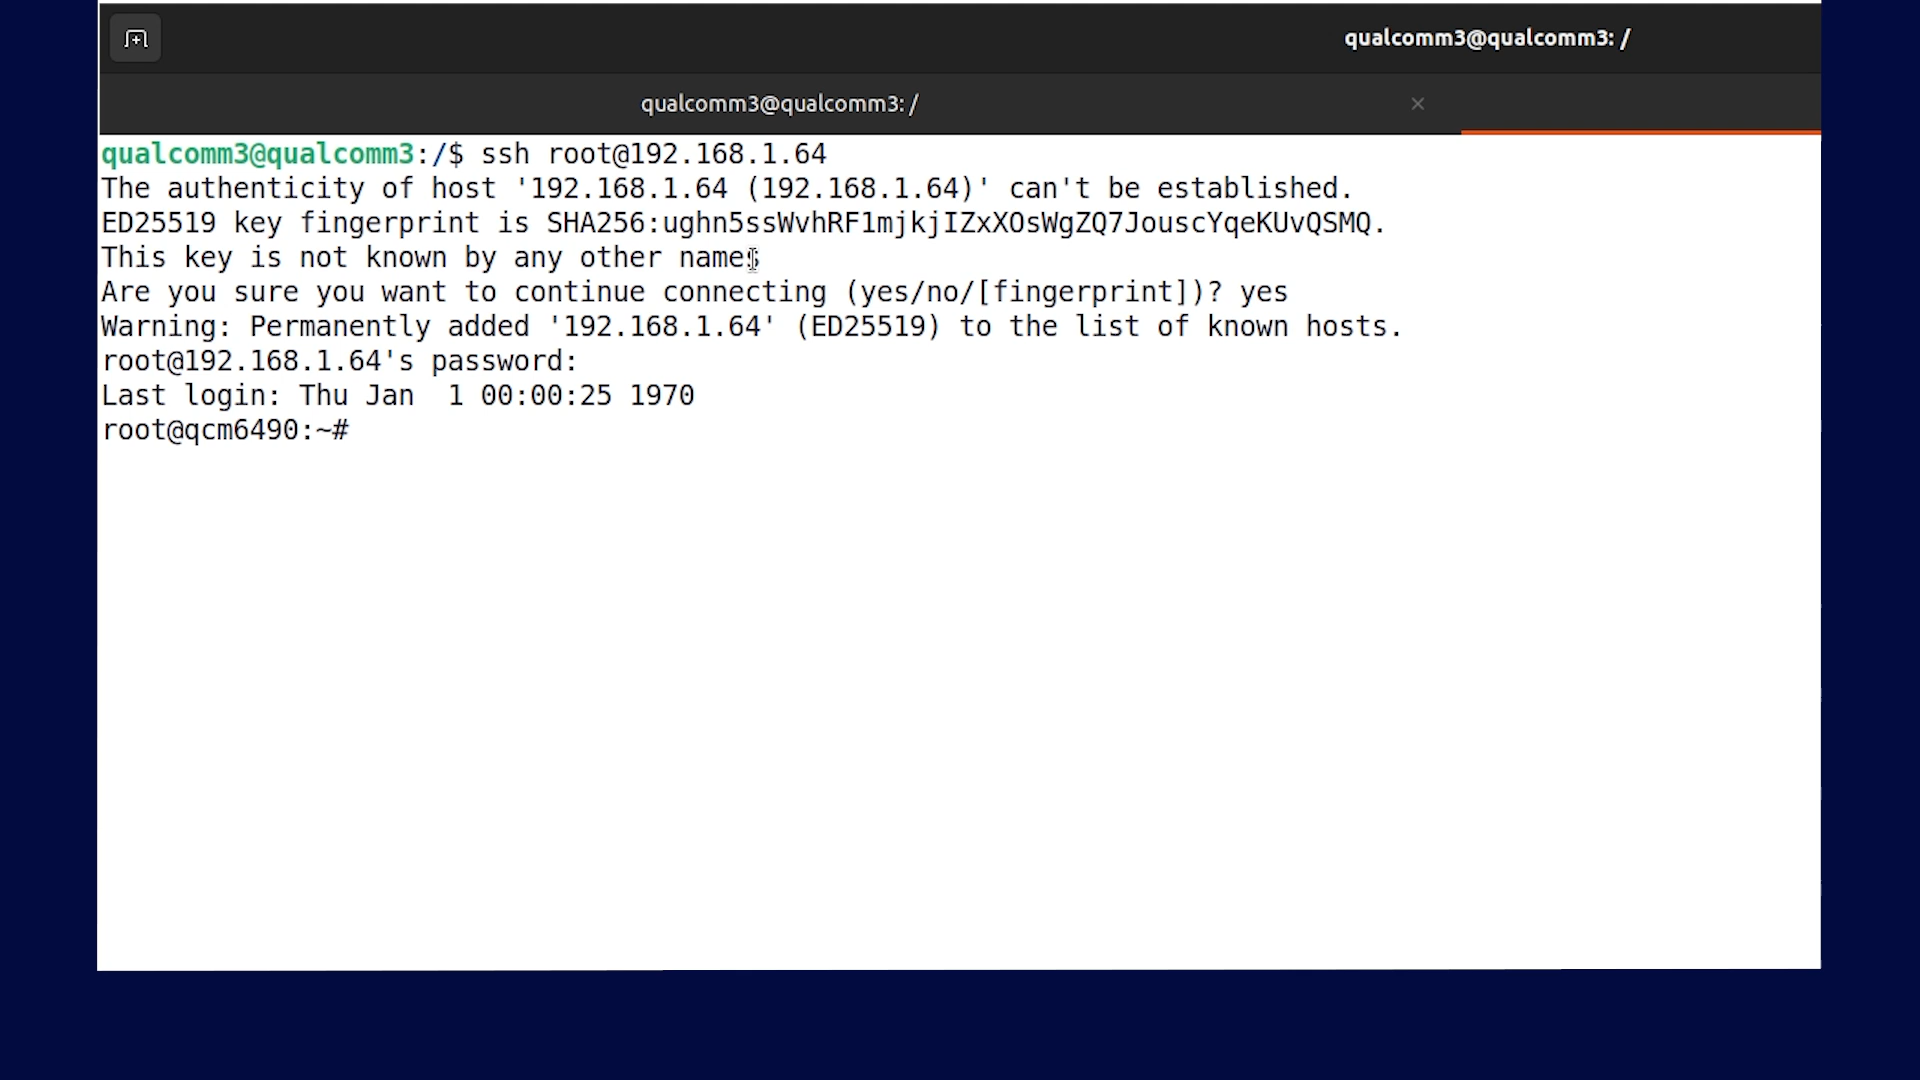 qualcomm3@qualcomm3: /
qualcomm3@qualcomm3: /
qualcomm3@qualcomm3:/$ ssh root@192.168.1.64
The authenticity of host '192.168.1.64 (192.168.1.64)' can't be established.
ED25519 key fingerprint is SHA256:ughn5ssWvhRF1mjkjIZxXOsWgZQ7JouscYqeKUvQSMQ.
This key is not known by any other names
Are you sure you want to continue connecting (yes/no/[fingerprint])? yes
Warning: Permanently added '192.168.1.64' (ED25519) to the list of known hosts.
root@192.168.1.64's password:
Last login: Thu Jan  1 00:00:25 1970
root@qcm6490:~#